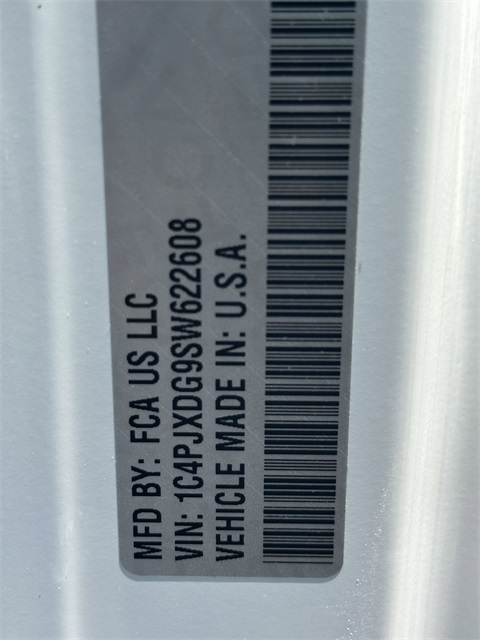 MFD BY: FCA US LLC
VIN: 1C4PJXDG9SW622608
VEHICLE MADE IN: U.S.A.